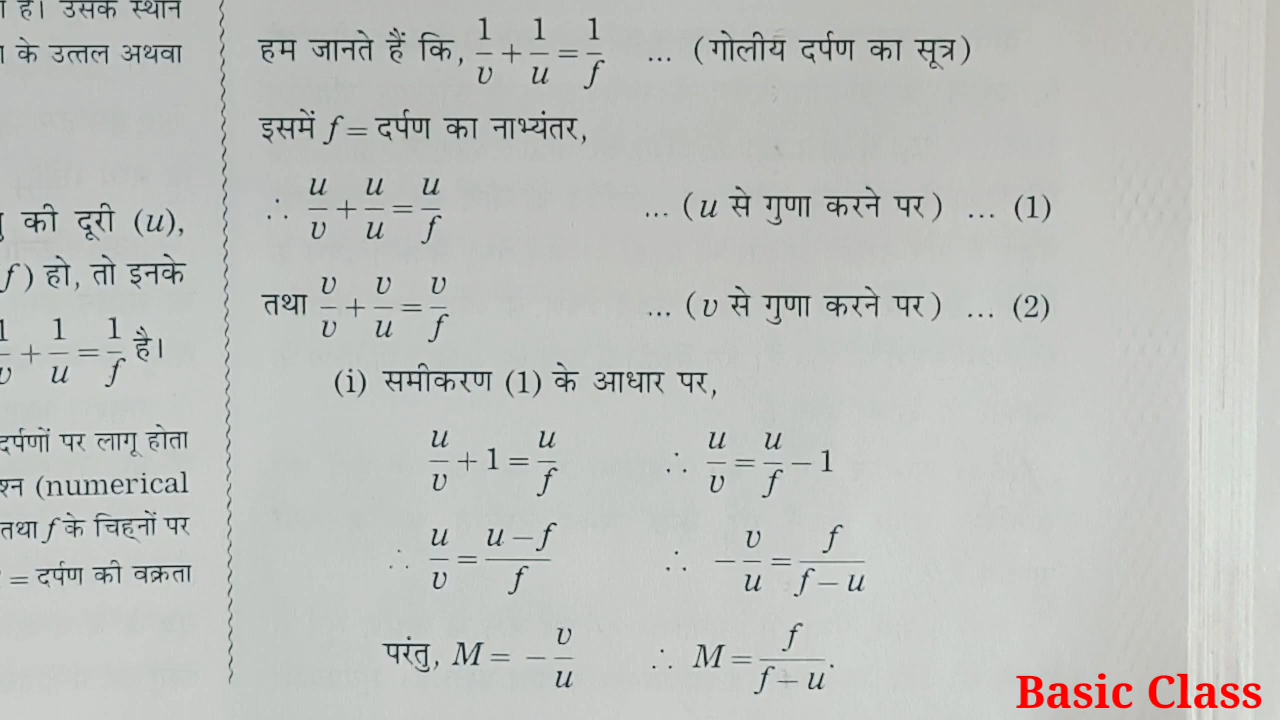 है। उसके स्थान
के उत्तल अथवा
की दूरी (u),
f) हो, तो इनके
1/v + 1/u = 1/f है।
दर्पणों पर लागू होता
(numerical
तथा f के चिह्नों पर
= दर्पण की वक्रता
हम जानते हैं कि, 1/v + 1/u = 1/f ... (गोलीय दर्पण का सूत्र)
इसमें f = दर्पण का नाभ्यंतर,
∴ u/v + u/u = u/f ... (u से गुणा करने पर) ... (1)
तथा v/v + v/u = v/f ... (v से गुणा करने पर) ... (2)
(i) समीकरण (1) के आधार पर,
u/v + 1 = u/f ∴ u/v = u/f − 1
∴ u/v = (u − f)/f ∴ −v/u = f/(f − u)
परंतु, M = −v/u ∴ M = f/(f − u).
Basic Class